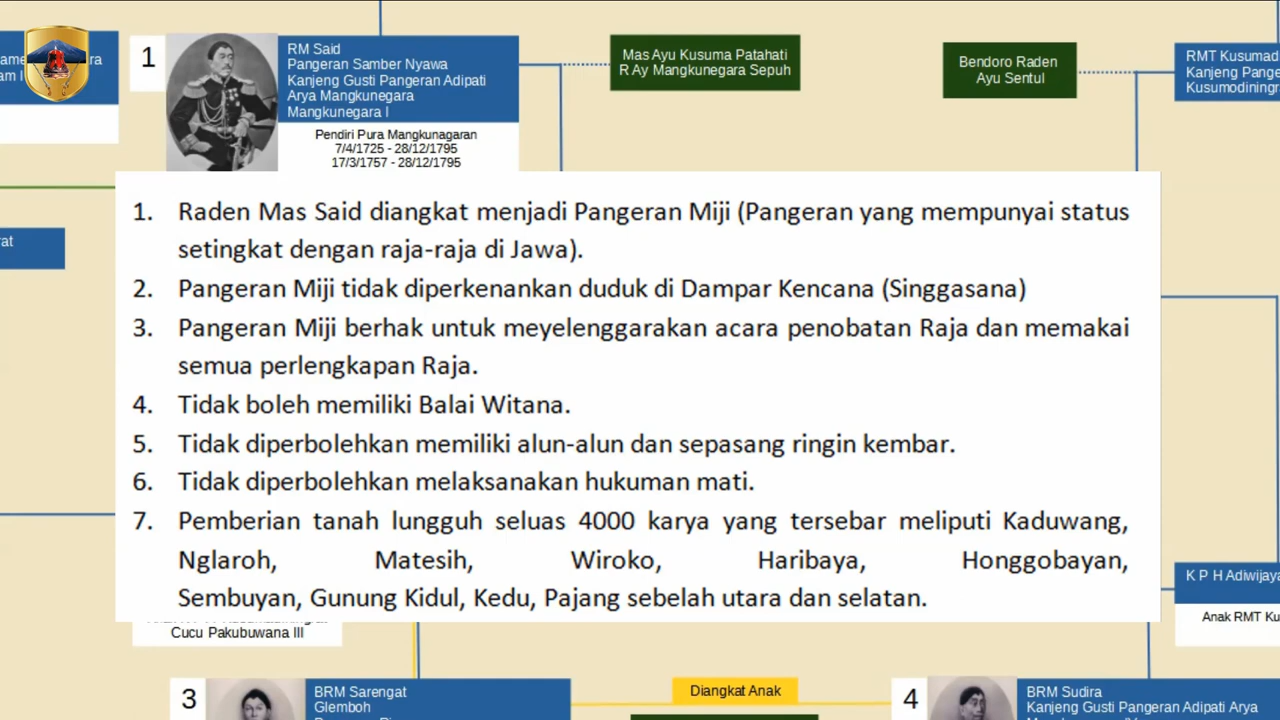 1
RM Said
Pangeran Samber Nyawa
Kanjeng Gusti Pangeran Adipati
Arya Mangkunegara
Mangkunegara I
Pendiri Pura Mangkunagaran
7/4/1725 - 28/12/1795
17/3/1757 - 28/12/1795
Mas Ayu Kusuma Patahati
R Ay Mangkunegara Sepuh
Bendoro Raden
Ayu Sentul
RMT Kusumad
Kanjeng Pange
Kusumodiningr
1. Raden Mas Said diangkat menjadi Pangeran Miji (Pangeran yang mempunyai status
setingkat dengan raja-raja di Jawa).
2. Pangeran Miji tidak diperkenankan duduk di Dampar Kencana (Singgasana)
3. Pangeran Miji berhak untuk meyelenggarakan acara penobatan Raja dan memakai
semua perlengkapan Raja.
4. Tidak boleh memiliki Balai Witana.
5. Tidak diperbolehkan memiliki alun-alun dan sepasang ringin kembar.
6. Tidak diperbolehkan melaksanakan hukuman mati.
7. Pemberian tanah lungguh seluas 4000 karya yang tersebar meliputi Kaduwang,
Nglaroh, Matesih, Wiroko, Haribaya, Honggobayan,
Sembuyan, Gunung Kidul, Kedu, Pajang sebelah utara dan selatan.
K P H Adiwijaya
Anak RMT Ku
Cucu Pakubuwana III
3
BRM Sarengat
Glemboh
Diangkat Anak
4
BRM Sudira
Kanjeng Gusti Pangeran Adipati Arya